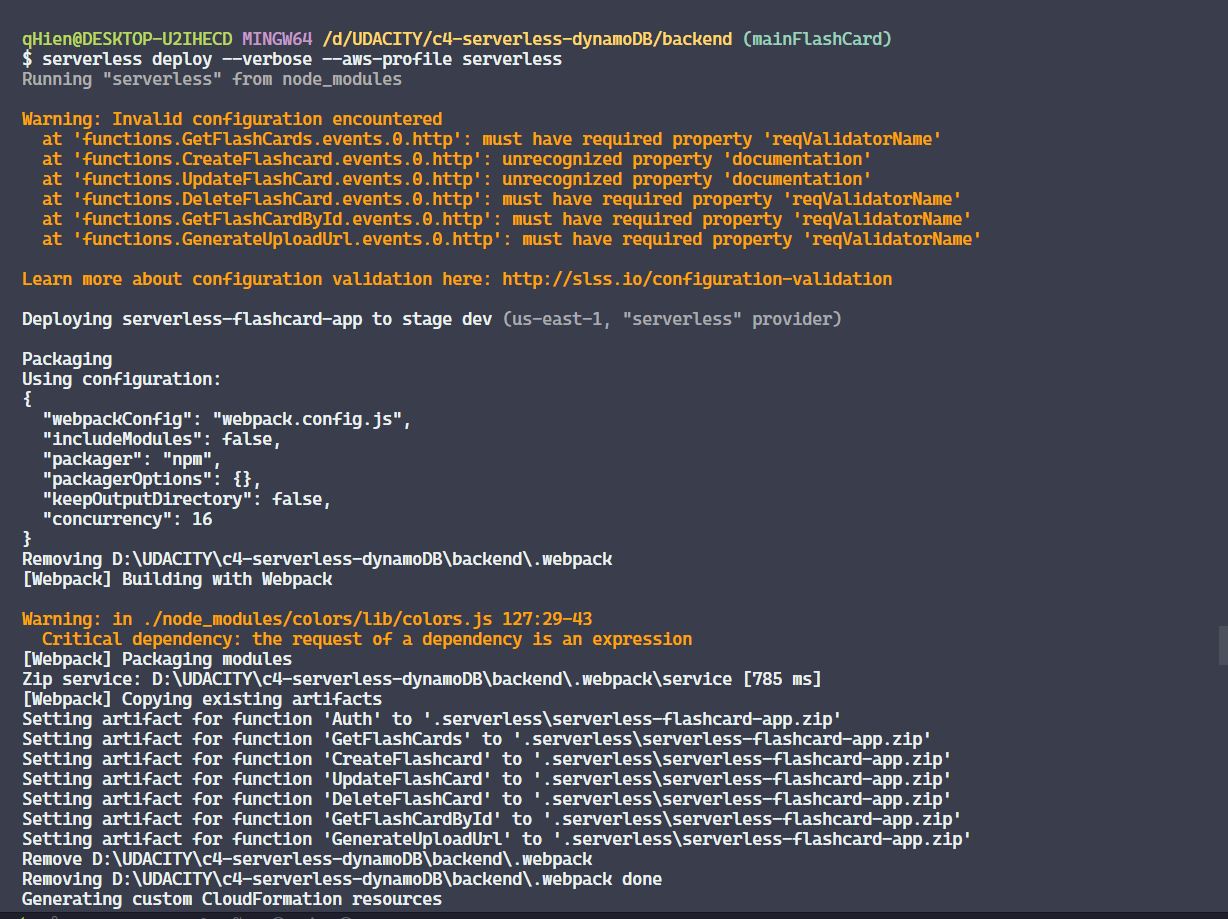 qHien@DESKTOP-U2IHECD MINGW64 /d/UDACITY/c4-serverless-dynamoDB/backend (mainFlashCard)
$ serverless deploy --verbose --aws-profile serverless
Running "serverless" from node_modules
Warning: Invalid configuration encountered
at 'functions.GetFlashCards.events.0.http': must have required property 'reqValidatorName'
at 'functions.CreateFlashcard.events.0.http': unrecognized property 'documentation'
at 'functions.UpdateFlashCard.events.0.http': unrecognized property 'documentation'
at 'functions.DeleteFlashCard.events.0.http': must have required property 'reqValidatorName'
at 'functions.GetFlashCardById.events.0.http': must have required property 'reqValidatorName'
at 'functions.GenerateUploadUrl.events.0.http': must have required property 'reqValidatorName'
Learn more about configuration validation here: http://slss.io/configuration-validation
Deploying serverless-flashcard-app to stage dev (us-east-1, "serverless" provider)
Packaging
Using configuration:
{
"webpackConfig": "webpack.config.js",
"includeModules": false,
"packager": "npm",
"packagerOptions": {},
"keepOutputDirectory": false,
"concurrency": 16
}
Removing D:\UDACITY\c4-serverless-dynamoDB\backend\.webpack
[Webpack] Building with Webpack
Warning: in ./node_modules/colors/lib/colors.js 127:29-43
Critical dependency: the request of a dependency is an expression
[Webpack] Packaging modules
Zip service: D:\UDACITY\c4-serverless-dynamoDB\backend\.webpack\service [785 ms]
[Webpack] Copying existing artifacts
Setting artifact for function 'Auth' to '.serverless\serverless-flashcard-app.zip'
Setting artifact for function 'GetFlashCards' to '.serverless\serverless-flashcard-app.zip'
Setting artifact for function 'CreateFlashcard' to '.serverless\serverless-flashcard-app.zip'
Setting artifact for function 'UpdateFlashCard' to '.serverless\serverless-flashcard-app.zip'
Setting artifact for function 'DeleteFlashCard' to '.serverless\serverless-flashcard-app.zip'
Setting artifact for function 'GetFlashCardById' to '.serverless\serverless-flashcard-app.zip'
Setting artifact for function 'GenerateUploadUrl' to '.serverless\serverless-flashcard-app.zip'
Remove D:\UDACITY\c4-serverless-dynamoDB\backend\.webpack
Removing D:\UDACITY\c4-serverless-dynamoDB\backend\.webpack done
Generating custom CloudFormation resources